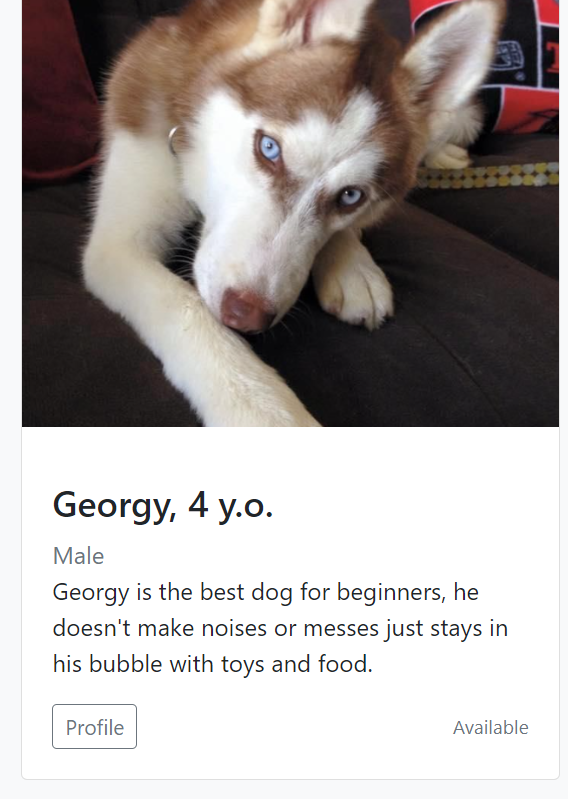 Georgy, 4 y.o.
Male
Georgy is the best dog for beginners, he
doesn't make noises or messes just stays in
his bubble with toys and food.
Profile
Available